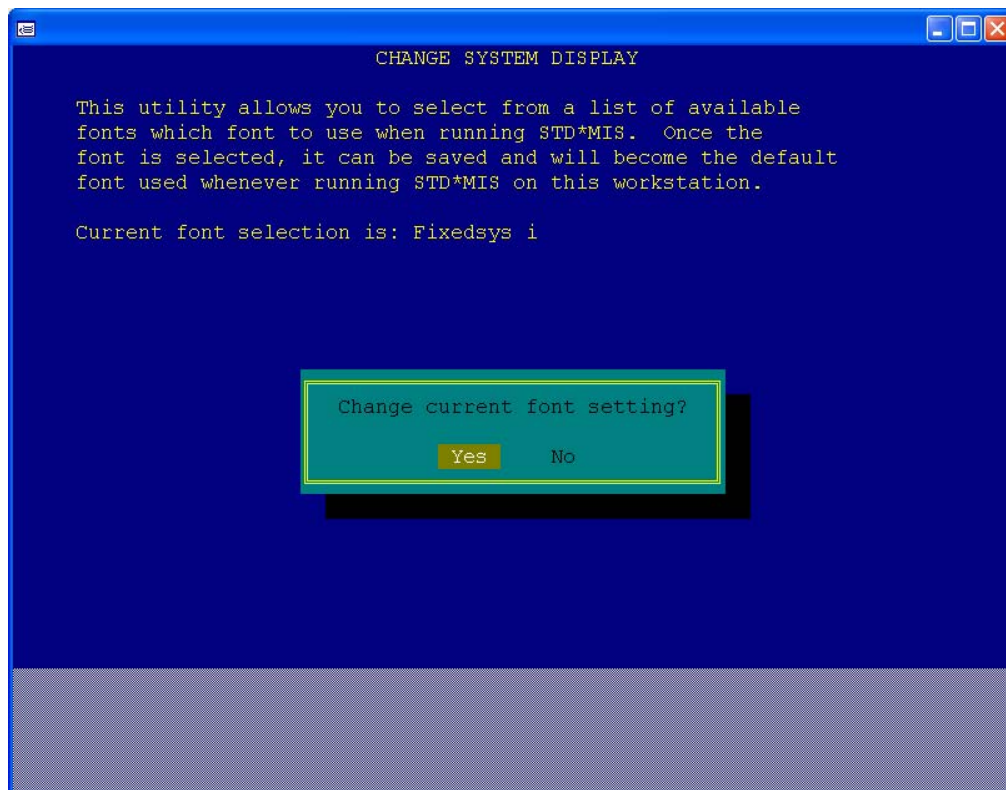 CHANGE SYSTEM DISPLAY
This utility allows you to select from a list of available
fonts which font to use when running STD*MIS.  Once the
font is selected, it can be saved and will become the default
font used whenever running STD*MIS on this workstation.
Current font selection is: Fixedsys i
Change current font setting?
Yes No